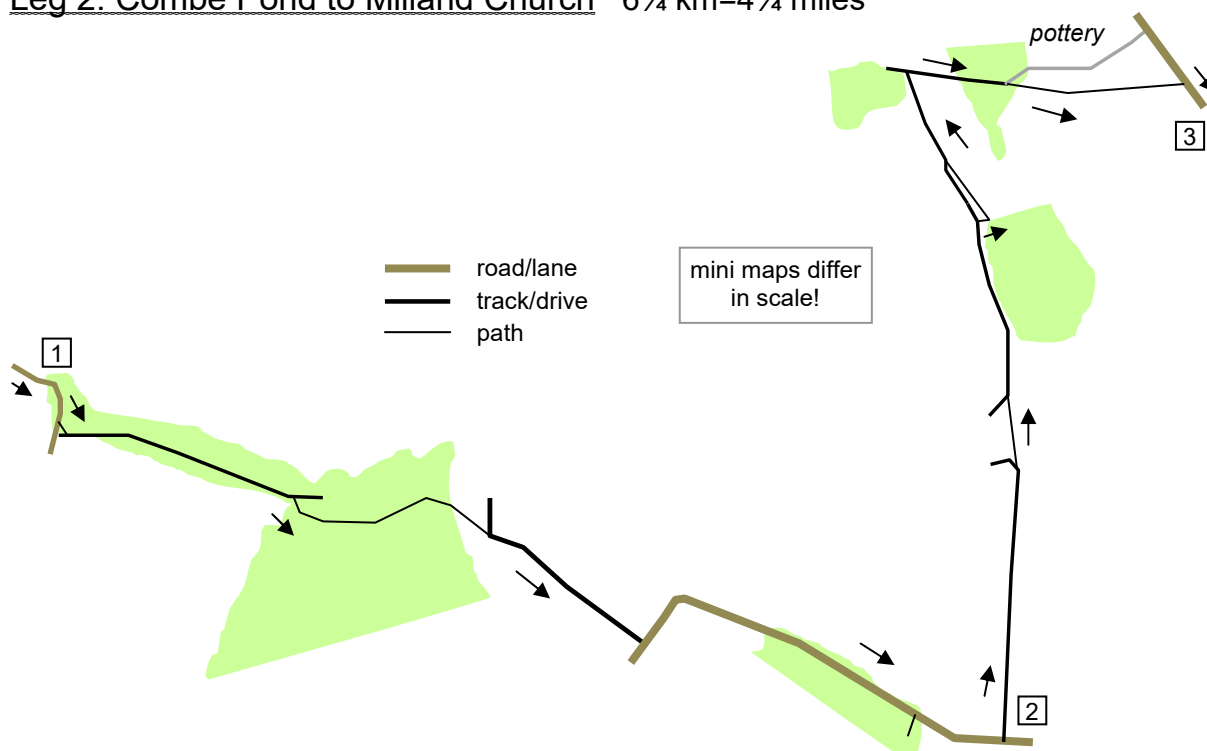 Leg 2: Combe Pond to Milland Church   6¾ km=4¼ miles
pottery
3
road/lane
track/drive
path
mini maps differ
in scale!
1
2